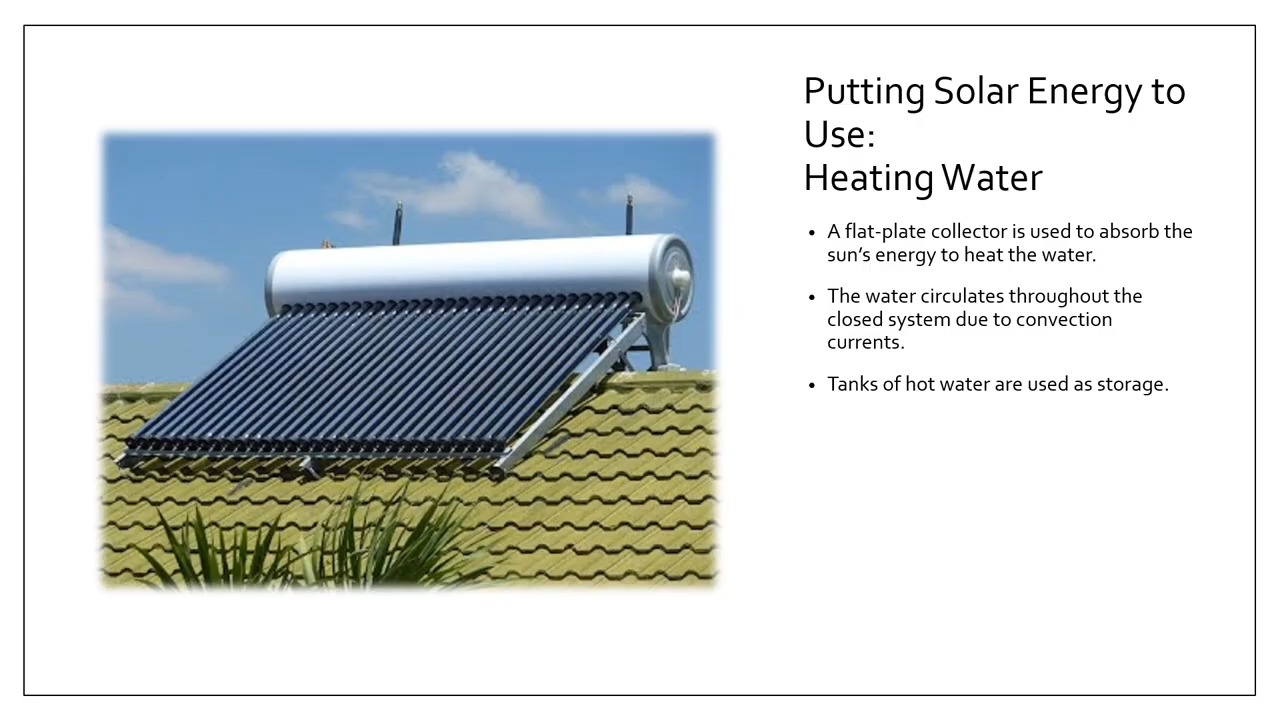 Putting Solar Energy to
Use:
Heating Water
• A flat-plate collector is used to absorb the
sun’s energy to heat the water.
• The water circulates throughout the
closed system due to convection
currents.
• Tanks of hot water are used as storage.